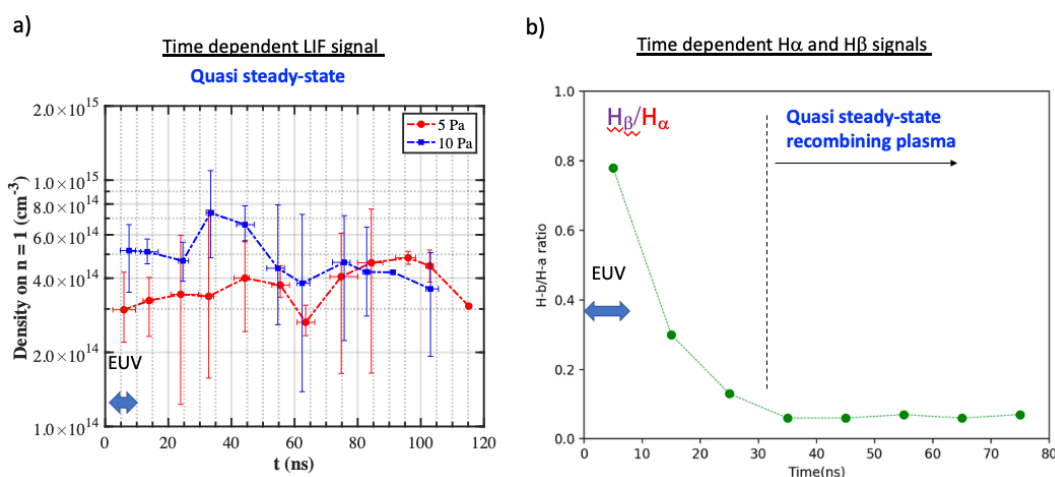 a)
Time dependent LIF signal
Quasi steady-state
2.0×10¹⁵
1.0×10¹⁵
8.0×10¹⁴
6.0×10¹⁴
4.0×10¹⁴
2.0×10¹⁴
1.0×10¹⁴
Density on n = 1 (cm⁻³)
5 Pa
10 Pa
EUV
0 20 40 60 80 100 120
t (ns)
b)
Time dependent Hα and Hβ signals
1.0
0.8
0.6
0.4
0.2
0.0
H-b/H-a ratio
Hβ/Hα
Quasi steady-state
recombining plasma
EUV
0 10 20 30 40 50 60 70 80
Time(ns)